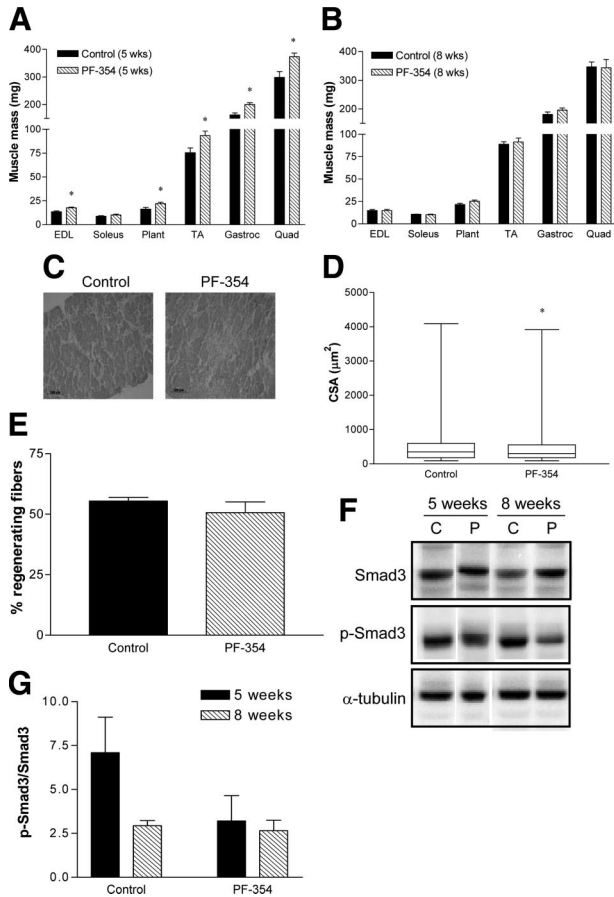 A
Muscle mass (mg)
400
300
200
100
75
50
25
0
Control (5 wks)
PF-354 (5 wks)
*
*
*
*
*
EDL Soleus Plant TA Gastroc Quad
B
Muscle mass (mg)
400
300
200
100
75
50
25
0
Control (8 wks)
PF-354 (8 wks)
EDL Soleus Plant TA Gastroc Quad
C
Control PF-354
D
CSA (µm²)
5000
4000
3000
2000
1000
0
*
Control PF-354
E
% regenerating fibers
75
50
25
0
Control PF-354
F
5 weeks 8 weeks
C P C P
Smad3
p-Smad3
α-tubulin
G
p-Smad3/Smad3
10.0
7.5
5.0
2.5
0.0
5 weeks
8 weeks
Control PF-354